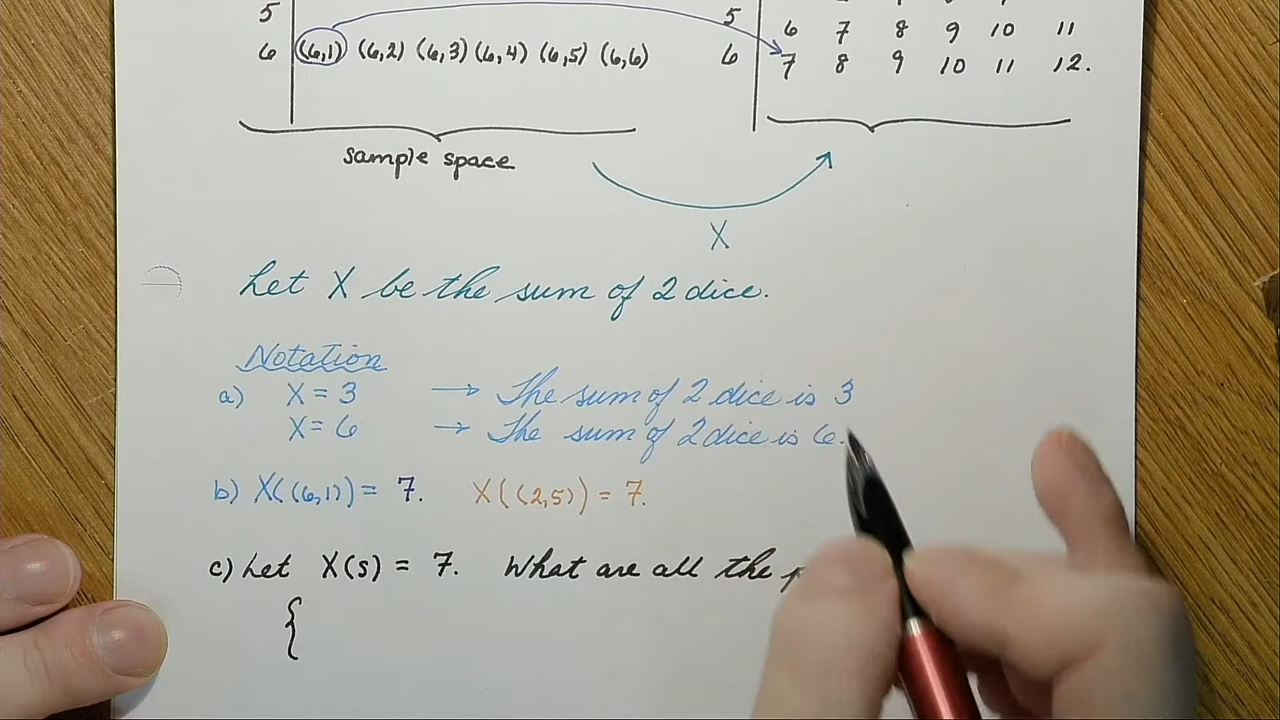 5 5 6 7 8 9 10 11
6 (6,1) (6,2) (6,3) (6,4) (6,5) (6,6) 6 7 8 9 10 11 12.
sample space
X
Let X be the sum of 2 dice.
Notation
a) X = 3 → The sum of 2 dice is 3
X = 6 → The sum of 2 dice is 6.
b) X((6,1)) = 7. X((2,5)) = 7.
c) Let X(s) = 7. What are all the
{